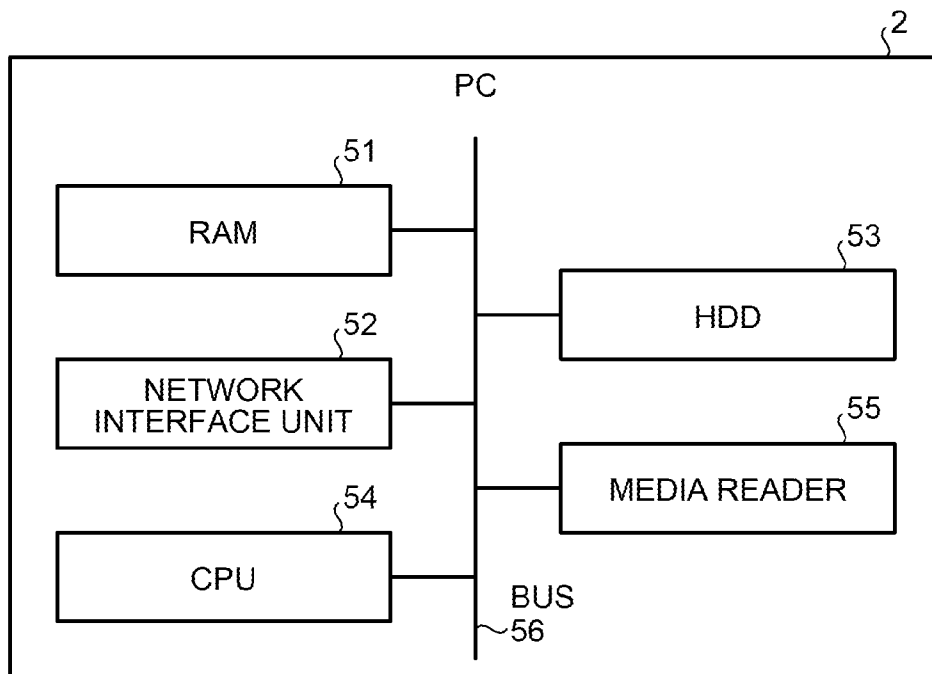 2
PC
51
RAM
53
HDD
52
NETWORK
INTERFACE UNIT
55
MEDIA READER
54
CPU
BUS
56